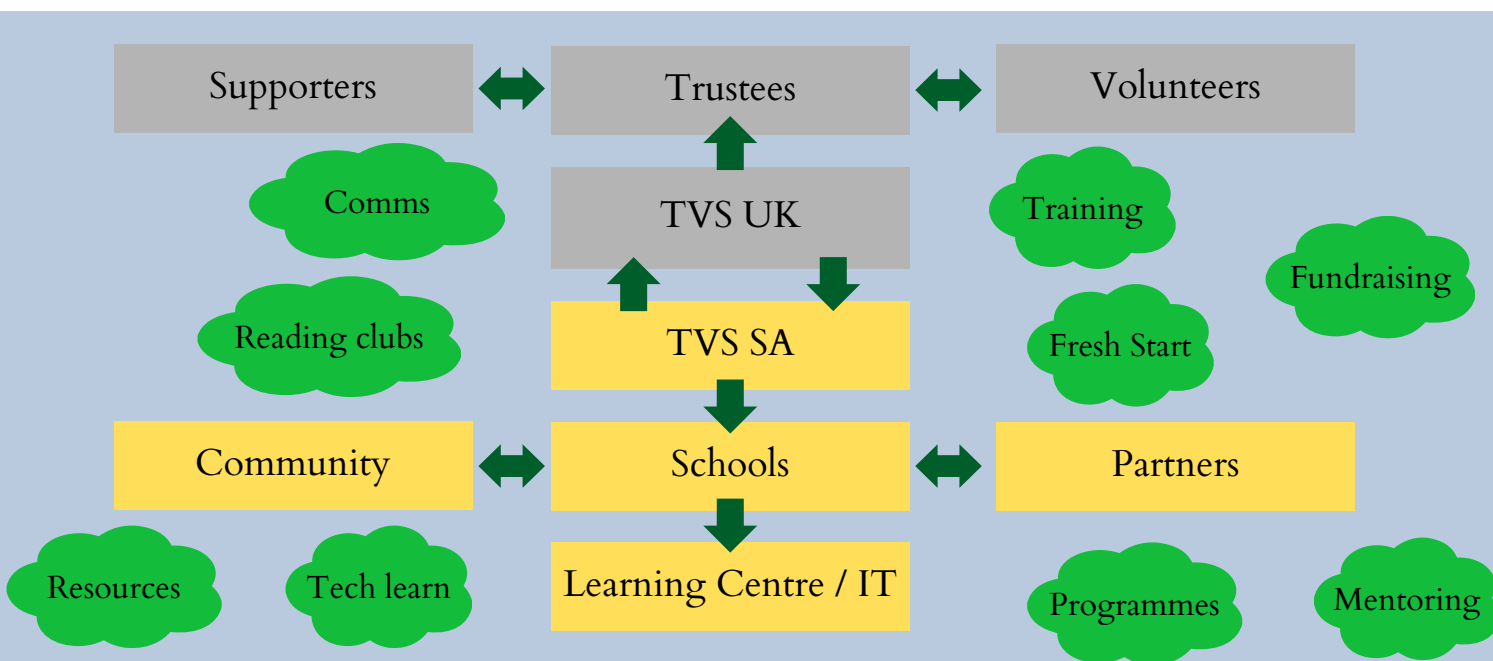 Supporters
Trustees
Volunteers
Comms
TVS UK
Training
Fundraising
Reading clubs
TVS SA
Fresh Start
Community
Schools
Partners
Resources
Tech learn
Learning Centre / IT
Programmes
Mentoring